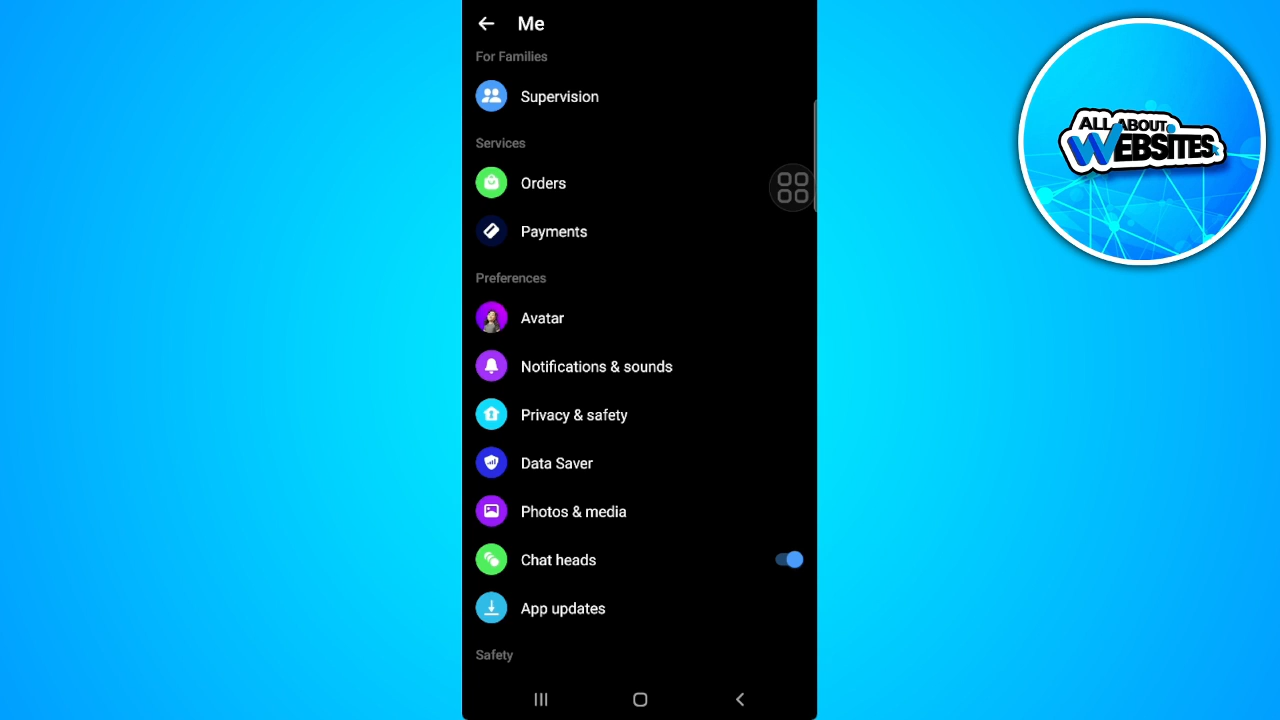 Me
For Families
Supervision
Services
Orders
Payments
Preferences
Avatar
Notifications & sounds
Privacy & safety
Data Saver
Photos & media
Chat heads
App updates
Safety
ALL ABOUT
WEBSITES